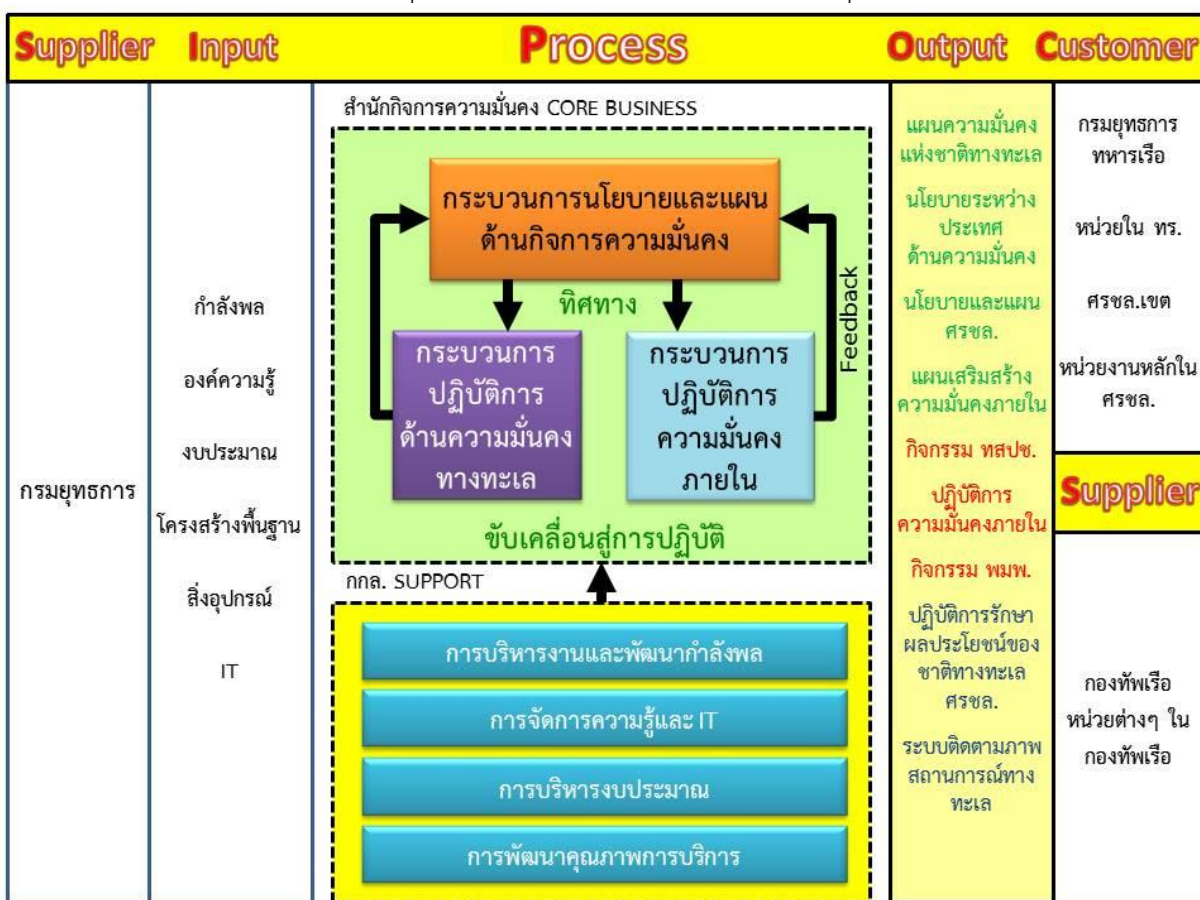 Supplier
Input
Process
Output
Customer
กรมยุทธการ
กำลังพล
องค์ความรู้
งบประมาณ
โครงสร้างพื้นฐาน
สิ่งอุปกรณ์
IT
สำนักกิจการความมั่นคง CORE BUSINESS
กระบวนการนโยบายและแผน
ด้านกิจการความมั่นคง
ทิศทาง
Feedback
กระบวนการ
ปฏิบัติการ
ด้านความมั่นคง
ทางทะเล
กระบวนการ
ปฏิบัติการ
ความมั่นคง
ภายใน
ขับเคลื่อนสู่การปฏิบัติ
กกล. SUPPORT
การบริหารงานและพัฒนากำลังพล
การจัดการความรู้และ IT
การบริหารงบประมาณ
การพัฒนาคุณภาพการบริการ
แผนความมั่นคง
แห่งชาติทางทะเล
นโยบายระหว่าง
ประเทศ
ด้านความมั่นคง
นโยบายและแผน
ศรชล.
แผนเสริมสร้าง
ความมั่นคงภายใน
กิจกรรม ทสปช.
ปฏิบัติการ
ความมั่นคงภายใน
กิจกรรม พมพ.
ปฏิบัติการรักษา
ผลประโยชน์ของ
ชาติทางทะเล
ศรชล.
ระบบติดตามภาพ
สถานการณ์ทาง
ทะเล
กรมยุทธการ
ทหารเรือ
หน่วยใน ทร.
ศรชล.เขต
หน่วยงานหลักใน
ศรชล.
Supplier
กองทัพเรือ
หน่วยต่างๆ ใน
กองทัพเรือ